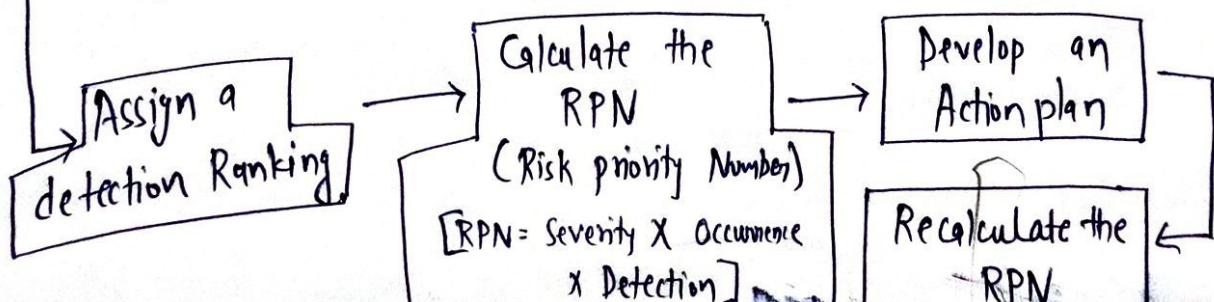 Assign a
detection Ranking.
Calculate the
RPN
(Risk priority Number)
[RPN = Severity X Occurrence
x Detection]
Develop an
Action plan
Recalculate the
RPN